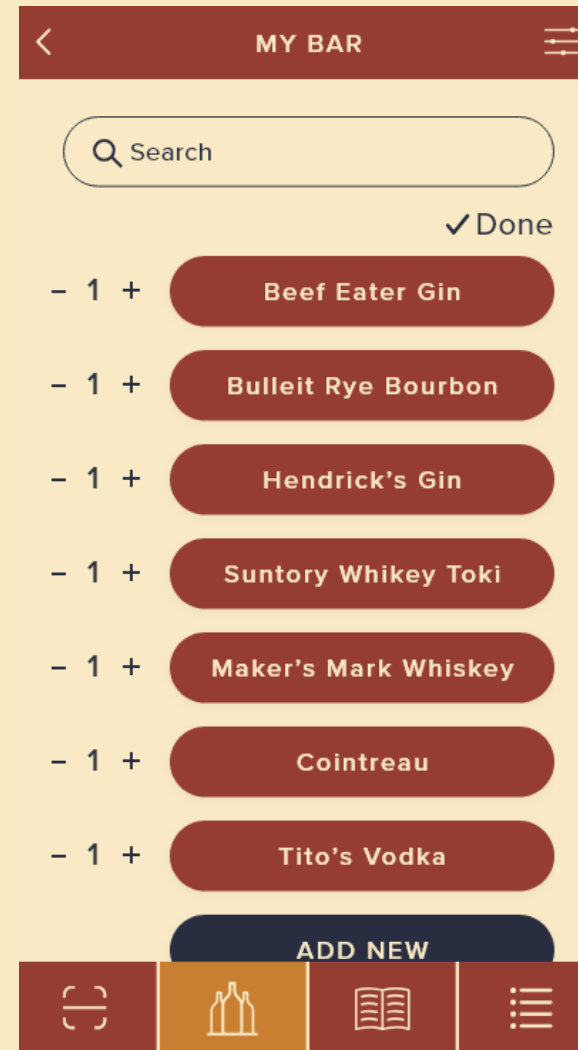 MY BAR
Search
Done
- 1 + Beef Eater Gin
- 1 + Bulleit Rye Bourbon
- 1 + Hendrick's Gin
- 1 + Suntory Whikey Toki
- 1 + Maker's Mark Whiskey
- 1 + Cointreau
- 1 + Tito's Vodka
ADD NEW